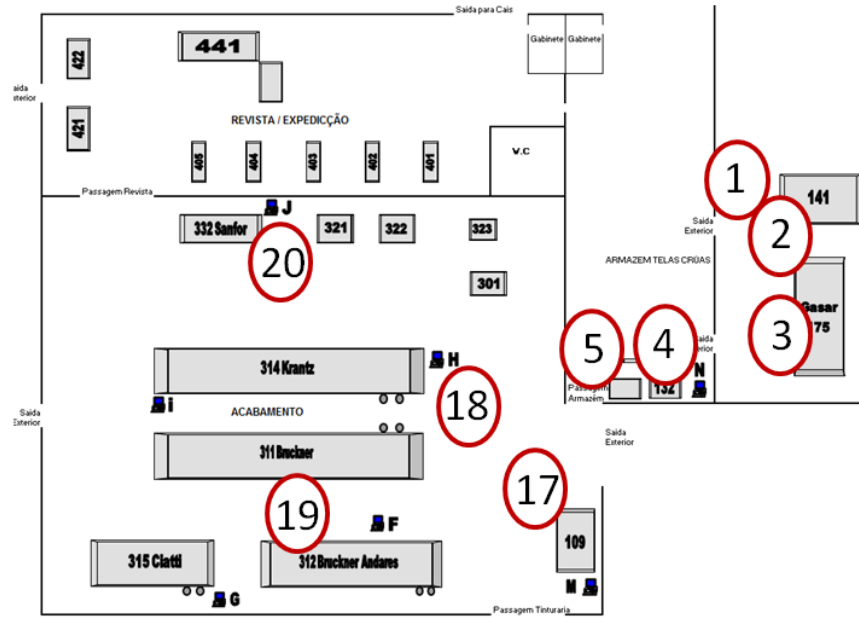 Saída para Cais
422
441
Gabinete
Gabinete
aida
xterior
421
REVISTA / EXPEDICÇÃO
405
404
403
402
401
W.C
1
141
Passagem Revista
J
332 Sanfor
321
322
323
Saída
Exterior
2
20
301
ARMAZEM TELAS CRÚAS
Gasar
75
3
5
4
Saída
xterior
314 Krantz
H
N
Passagem
Armazém
132
i
18
Saída
Exterior
ACABAMENTO
Saída
Exterior
311 Bruckner
17
19
F
109
315 Ciatti
312 Bruckner Andares
G
M
Passagem Tinturaria